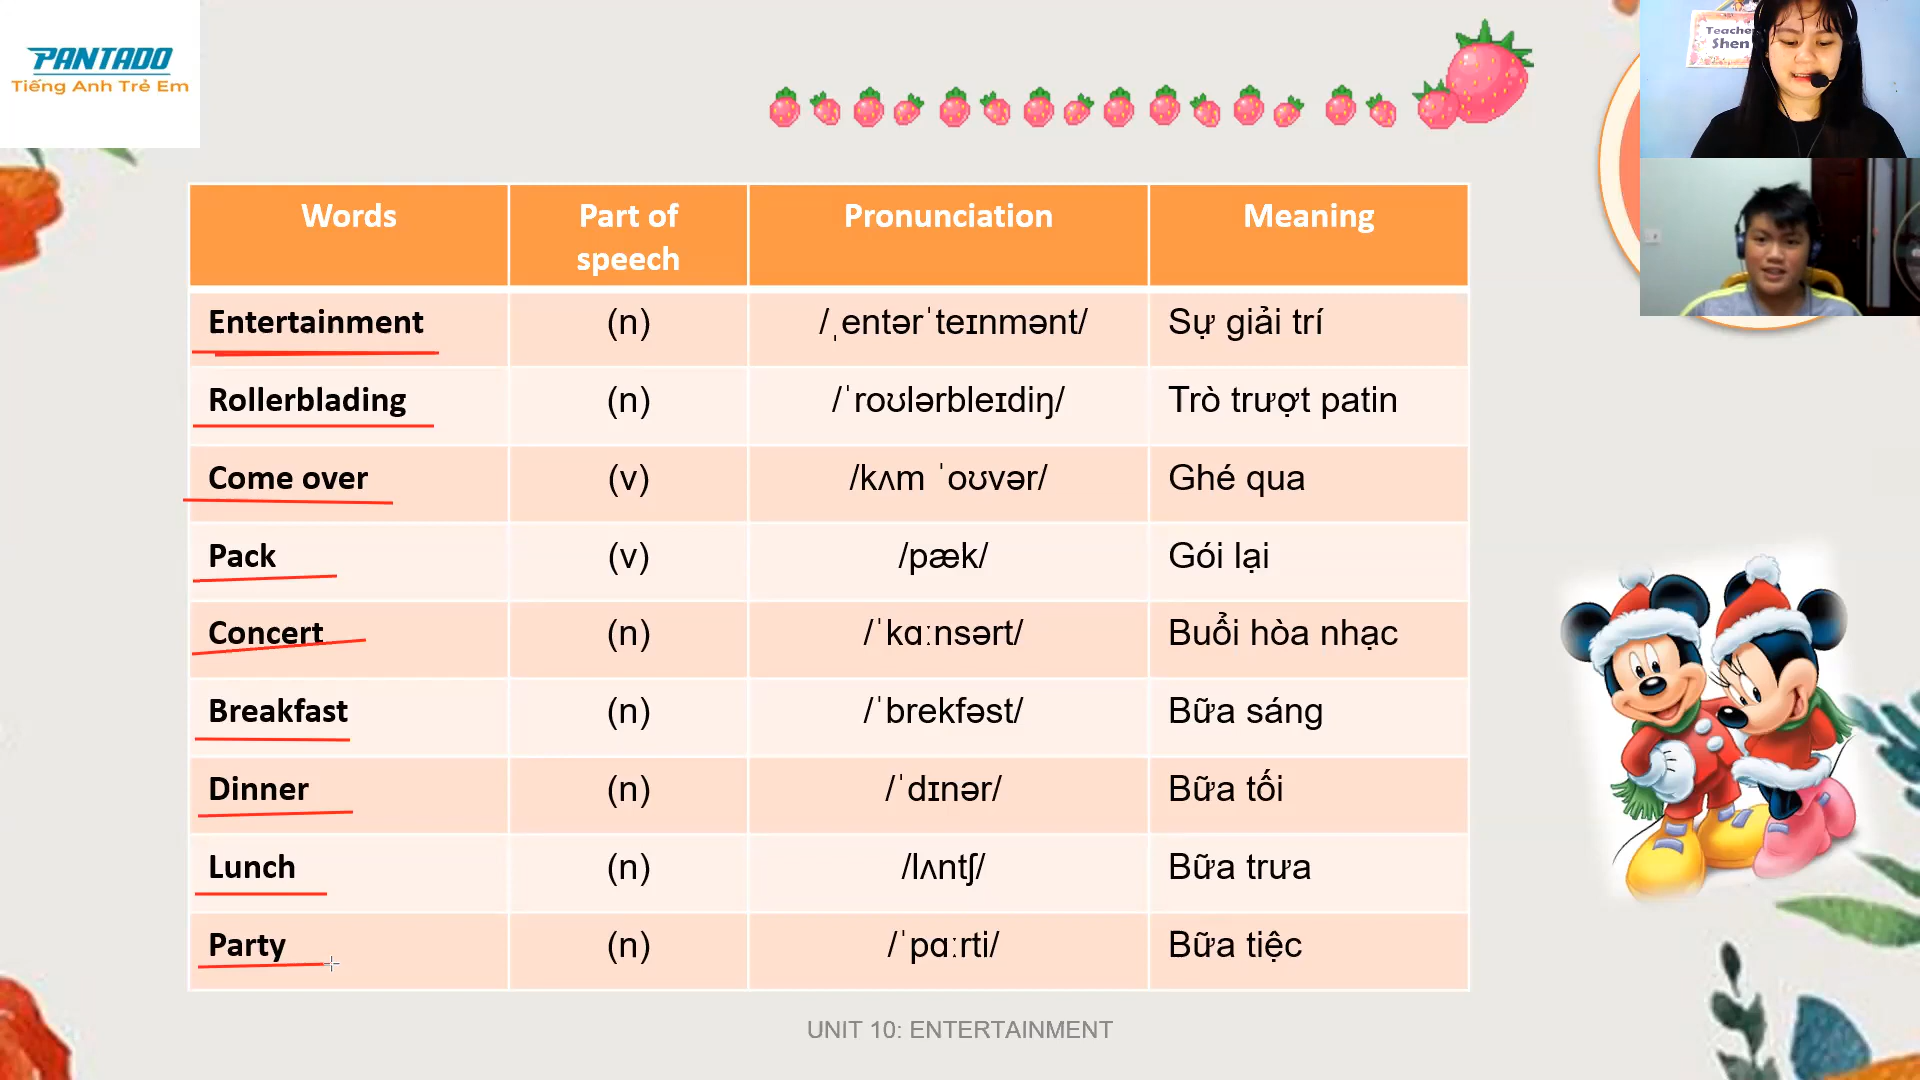 PANTADO
Tiếng Anh Trẻ Em
Teacher
Shen
Words Part of speech Pronunciation Meaning
Entertainment (n) /ˌentərˈteɪnmənt/ Sự giải trí
Rollerblading (n) /ˈroʊlərbleɪdiŋ/ Trò trượt patin
Come over (v) /kʌm ˈoʊvər/ Ghé qua
Pack (v) /pæk/ Gói lại
Concert (n) /ˈkɑːnsərt/ Buổi hòa nhạc
Breakfast (n) /ˈbrekfəst/ Bữa sáng
Dinner (n) /ˈdɪnər/ Bữa tối
Lunch (n) /lʌntʃ/ Bữa trưa
Party (n) /ˈpɑːrti/ Bữa tiệc
UNIT 10: ENTERTAINMENT